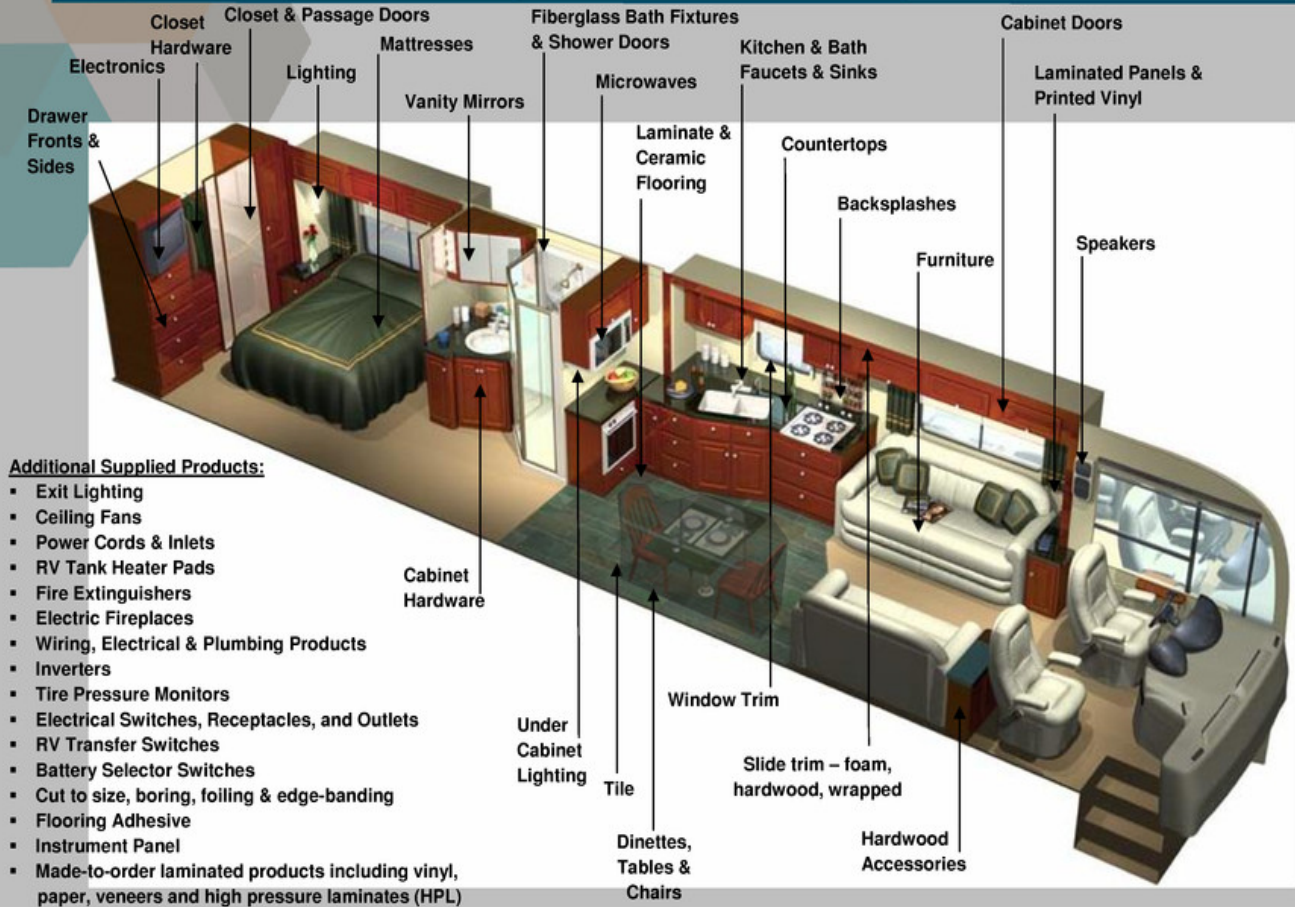 Closet & Passage Doors
Closet
Hardware
Electronics
Drawer
Fronts &
Sides
Lighting
Mattresses
Vanity Mirrors
Fiberglass Bath Fixtures
& Shower Doors
Microwaves
Laminate &
Ceramic
Flooring
Kitchen & Bath
Faucets & Sinks
Countertops
Backsplashes
Furniture
Cabinet Doors
Laminated Panels &
Printed Vinyl
Speakers
Additional Supplied Products:
▪ Exit Lighting
▪ Ceiling Fans
▪ Power Cords & Inlets
▪ RV Tank Heater Pads
▪ Fire Extinguishers
▪ Electric Fireplaces
▪ Wiring, Electrical & Plumbing Products
▪ Inverters
▪ Tire Pressure Monitors
▪ Electrical Switches, Receptacles, and Outlets
▪ RV Transfer Switches
▪ Battery Selector Switches
▪ Cut to size, boring, foiling & edge-banding
▪ Flooring Adhesive
▪ Instrument Panel
▪ Made-to-order laminated products including vinyl,
paper, veneers and high pressure laminates (HPL)
Cabinet
Hardware
Under
Cabinet
Lighting
Tile
Dinettes,
Tables &
Chairs
Window Trim
Slide trim – foam,
hardwood, wrapped
Hardwood
Accessories